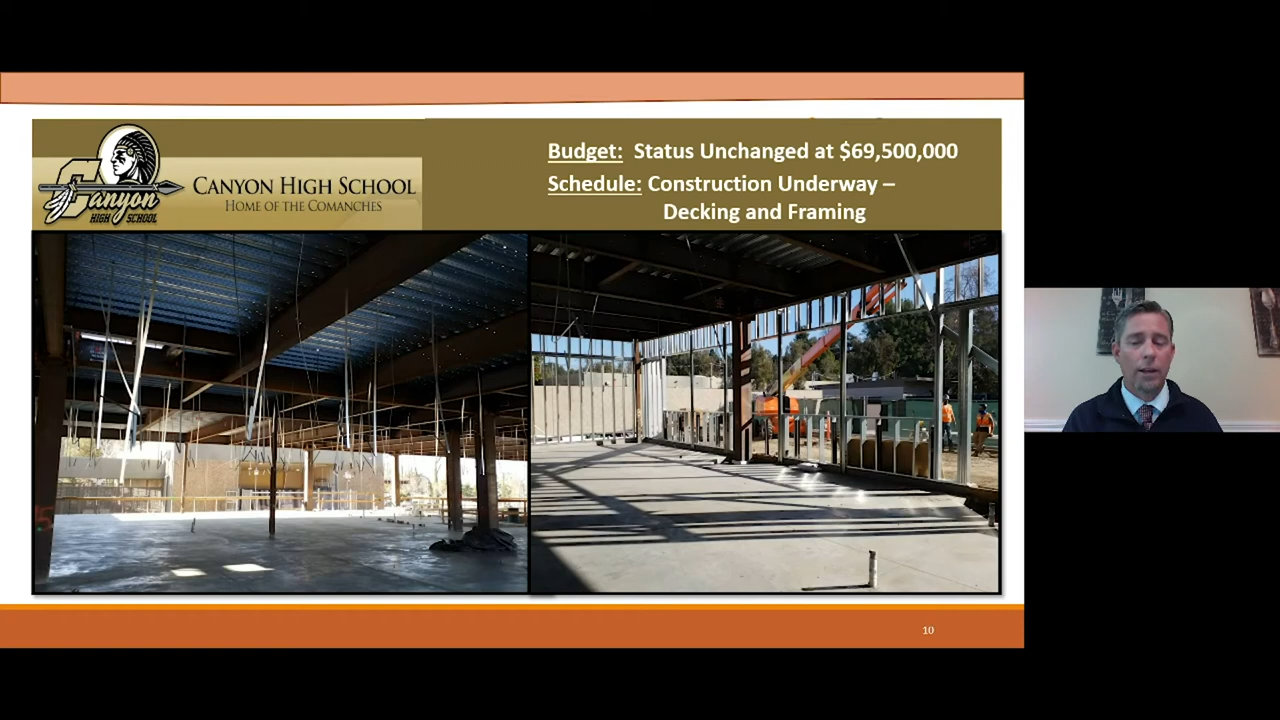 Canyon
HIGH SCHOOL
CANYON HIGH SCHOOL
HOME OF THE COMANCHES
Budget: Status Unchanged at $69,500,000
Schedule: Construction Underway –
Decking and Framing
10